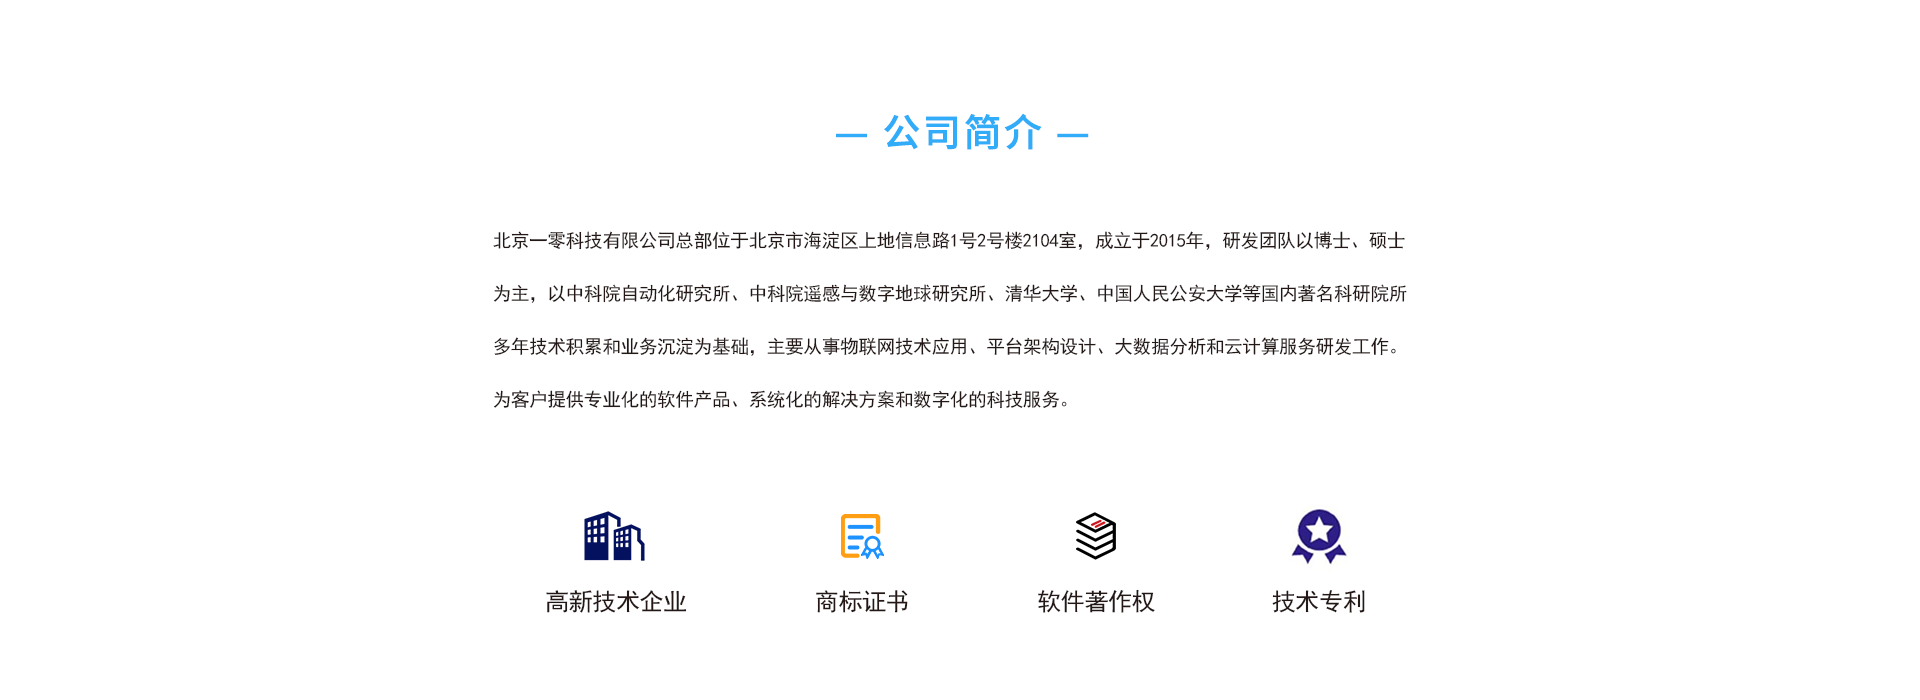 — 公司简介 —
北京一零科技有限公司总部位于北京市海淀区上地信息路1号2号楼2104室，成立于2015年，研发团队以博士、硕士
为主，以中科院自动化研究所、中科院遥感与数字地球研究所、清华大学、中国人民公安大学等国内著名科研院所
多年技术积累和业务沉淀为基础，主要从事物联网技术应用、平台架构设计、大数据分析和云计算服务研发工作。
为客户提供专业化的软件产品、系统化的解决方案和数字化的科技服务。
高新技术企业
商标证书
软件著作权
技术专利